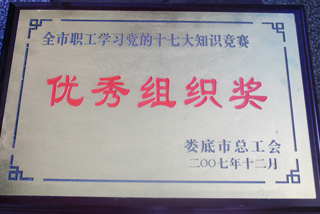 全市职工学习党的十七大知识竞赛
优秀组织奖
娄底市总工会
二〇〇七年十二月